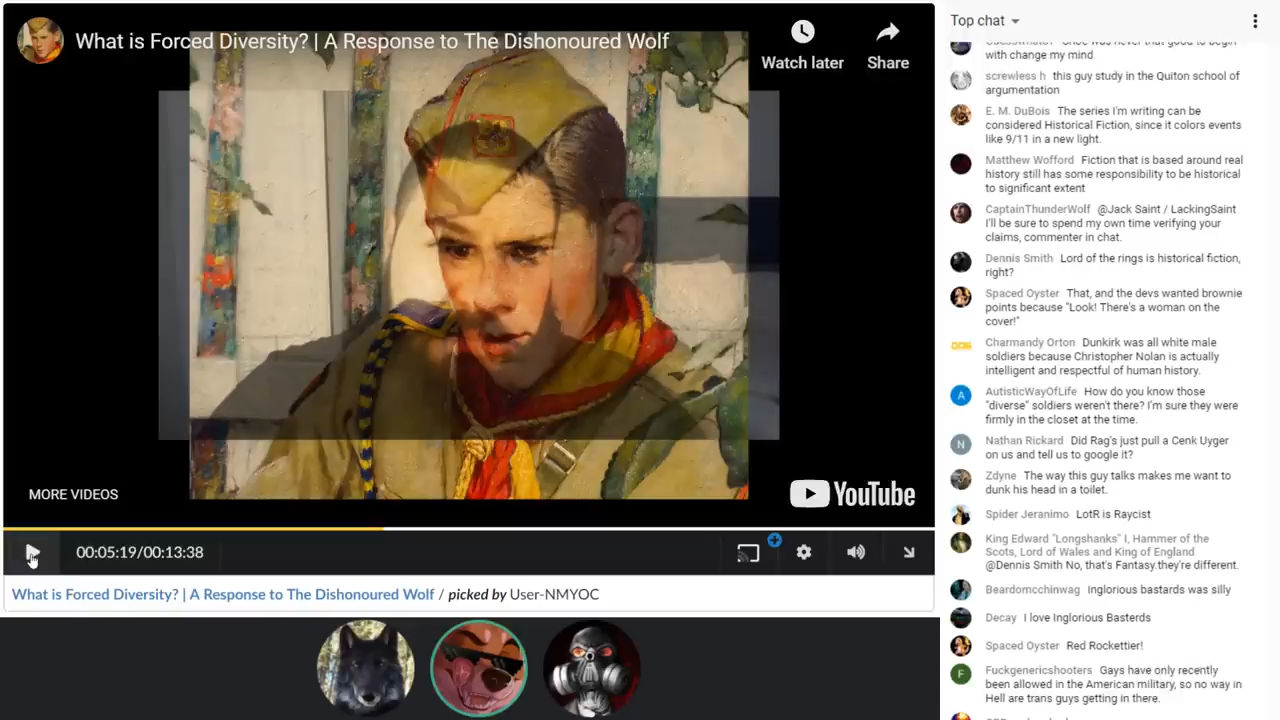 What is Forced Diversity? | A Response to The Dishonoured Wolf
Watch later
Share
MORE VIDEOS
YouTube
00:05:19/00:13:38
What is Forced Diversity? | A Response to The Dishonoured Wolf / picked by User-NMYOC
Top chat
with change my mind
screwless h this guy study in the Quiton school of
argumentation
E. M. DuBois The series I'm writing can be
considered Historical Fiction, since it colors events
like 9/11 in a new light.
Matthew Wofford Fiction that is based around real
history still has some responsibility to be historical
to significant extent
CaptainThunderWolf @Jack Saint / LackingSaint
I'll be sure to spend my own time verifying your
claims, commenter in chat.
Dennis Smith Lord of the rings is historical fiction,
right?
Spaced Oyster That, and the devs wanted brownie
points because "Look! There's a woman on the
cover!"
Charmandy Orton Dunkirk was all white male
soldiers because Christopher Nolan is actually
intelligent and respectful of human history.
A
AutisticWayOfLife How do you know those
"diverse" soldiers weren't there? I'm sure they were
firmly in the closet at the time.
N
Nathan Rickard Did Rag's just pull a Cenk Uyger
on us and tell us to google it?
Zdyne The way this guy talks makes me want to
dunk his head in a toilet.
Spider Jeranimo LotR is Raycist
King Edward "Longshanks" I, Hammer of the
Scots, Lord of Wales and King of England
@Dennis Smith No, that's Fantasy.they're different.
Beardomcchinwag Inglorious bastards was silly
Decay I love Inglorious Basterds
Spaced Oyster Red Rockettier!
F
Fuckgenericshooters Gays have only recently
been allowed in the American military, so no way in
Hell are trans guys getting in there.